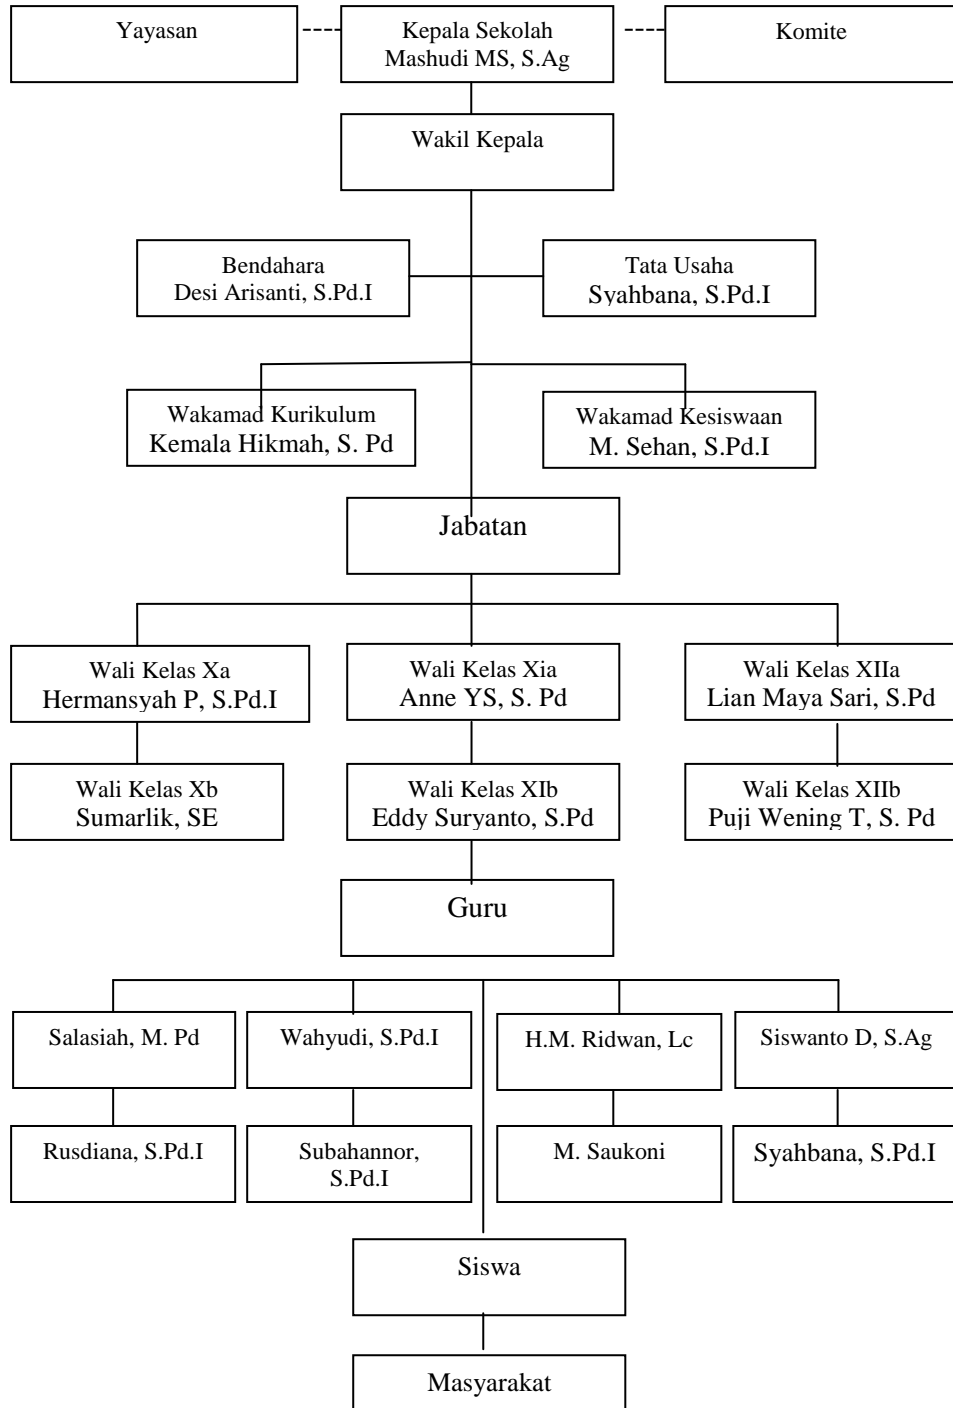 Yayasan
Kepala Sekolah
Mashudi MS, S.Ag
Komite
Wakil Kepala
Bendahara
Desi Arisanti, S.Pd.I
Tata Usaha
Syahbana, S.Pd.I
Wakamad Kurikulum
Kemala Hikmah, S. Pd
Wakamad Kesiswaan
M. Sehan, S.Pd.I
Jabatan
Wali Kelas Xa
Hermansyah P, S.Pd.I
Wali Kelas Xia
Anne YS, S. Pd
Wali Kelas XIIa
Lian Maya Sari, S.Pd
Wali Kelas Xb
Sumarlik, SE
Wali Kelas XIb
Eddy Suryanto, S.Pd
Wali Kelas XIIb
Puji Wening T, S. Pd
Guru
Salasiah, M. Pd
Wahyudi, S.Pd.I
H.M. Ridwan, Lc
Siswanto D, S.Ag
Rusdiana, S.Pd.I
Subahannor,
S.Pd.I
M. Saukoni
Syahbana, S.Pd.I
Siswa
Masyarakat